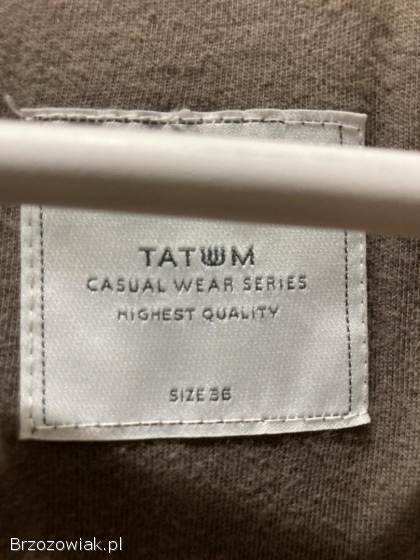 TATUUM
CASUAL WEAR SERIES
HIGHEST QUALITY
SIZE 36
Brzozowiak.pl